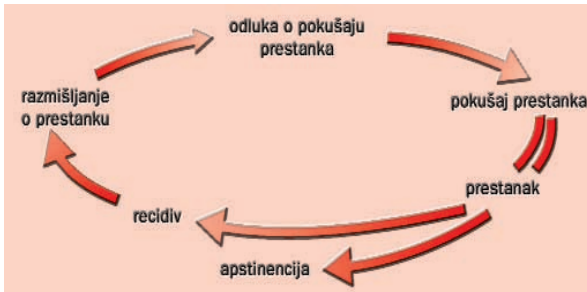 odluka o pokušaju
prestanka
razmišljanje
o prestanku
pokušaj prestanka
prestanak
recidiv
apstinencija